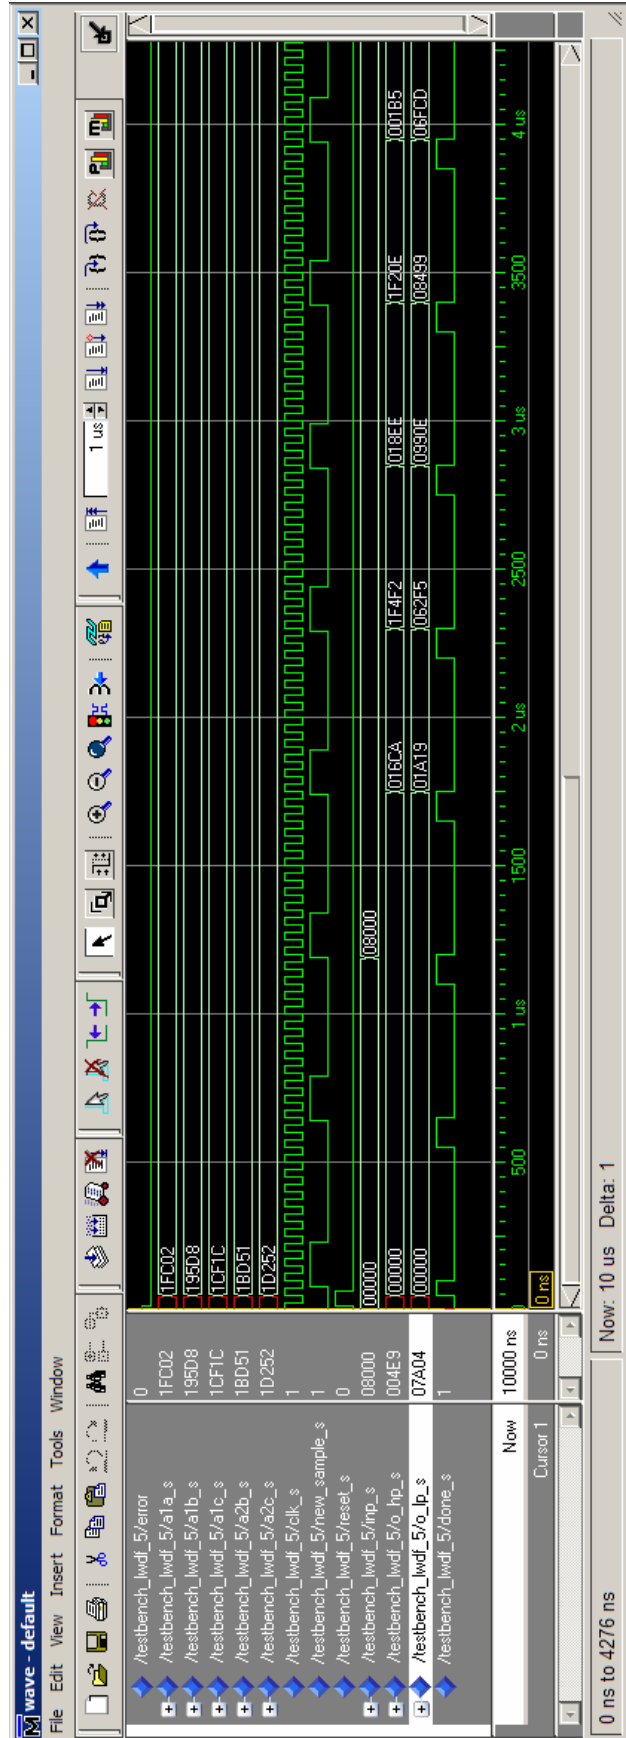 wave - default
File Edit View Insert Format Tools Window
1 us
/testbench_lwdf_5/error 0
/testbench_lwdf_5/a1a_s 1FC02 1FC02
/testbench_lwdf_5/a1b_s 195D8 195D8
/testbench_lwdf_5/a1c_s 1CF1C 1CF1C
/testbench_lwdf_5/a2b_s 1BD51 1BD51
/testbench_lwdf_5/a2c_s 1D252 1D252
/testbench_lwdf_5/clk_s 1
/testbench_lwdf_5/new_sample_s 1
/testbench_lwdf_5/reset_s 0
/testbench_lwdf_5/inp_s 08000 00000 08000
/testbench_lwdf_5/o_hp_s 004E9 00000 016CA 1F4F2 018EE 1F20E 001B5
/testbench_lwdf_5/o_lp_s 07A04 00000 01A19 062F5 0990E 08499 06FCD
/testbench_lwdf_5/done_s 1
Now 10000 ns 500 1 us 1500 2 us 2500 3 us 3500 4 us
Cursor 1 0 ns 0 ns
0 ns to 4276 ns Now: 10 us Delta: 1